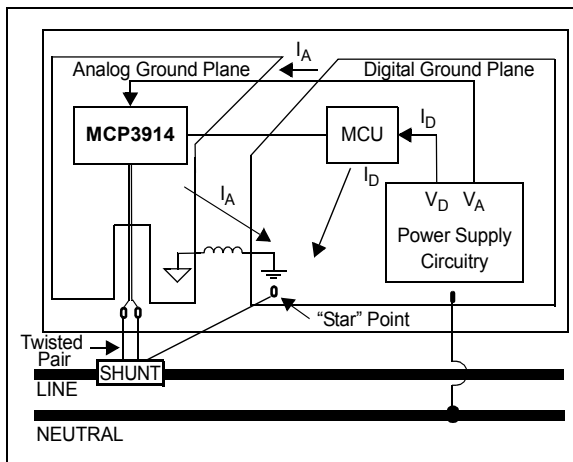 I_A
Analog Ground Plane
Digital Ground Plane
MCP3914
MCU
I_D
I_D
I_A
V_D V_A
Power Supply
Circuitry
"Star" Point
Twisted
Pair
SHUNT
LINE
NEUTRAL